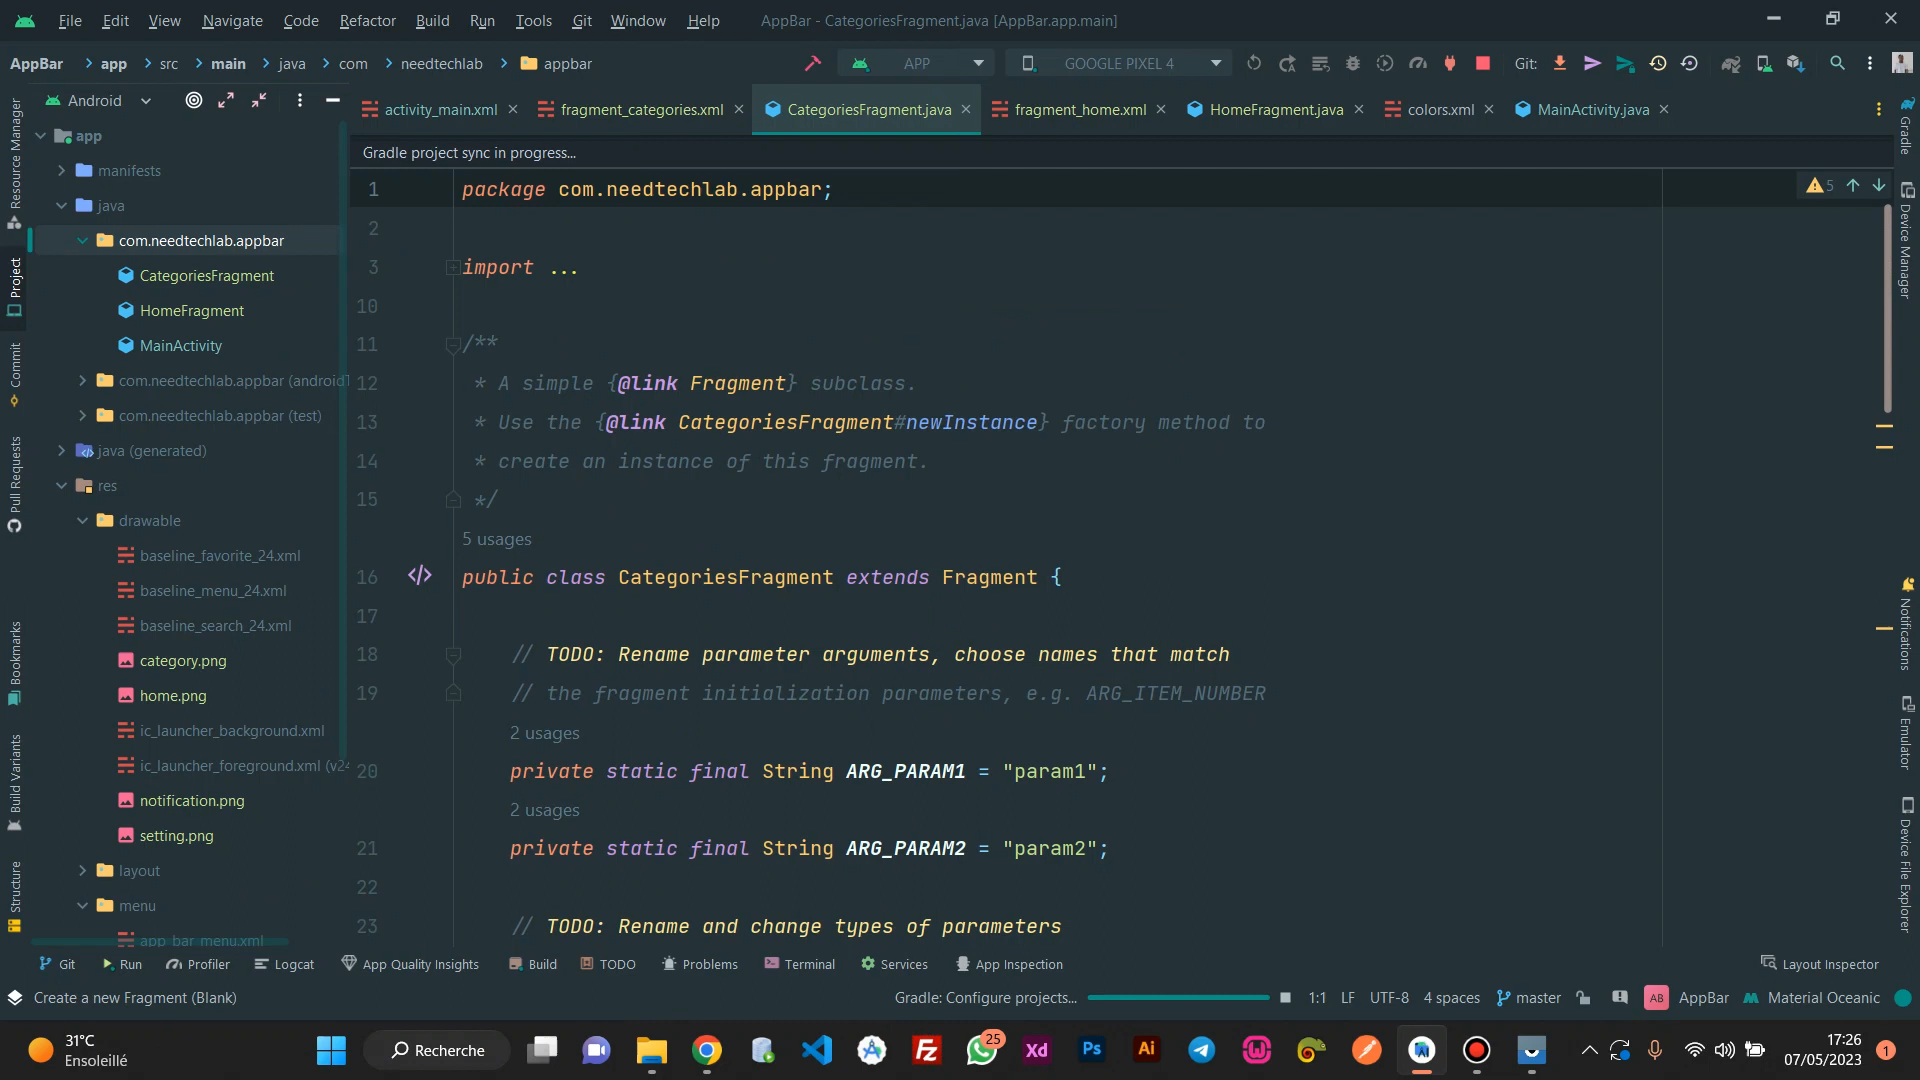 File Edit View Navigate Code Refactor Build Run Tools Git Window Help AppBar - CategoriesFragment.java [AppBar.app.main]
AppBar app src main java com needtechlab appbar APP GOOGLE PIXEL 4 Git:
Android
activity_main.xml fragment_categories.xml CategoriesFragment.java fragment_home.xml HomeFragment.java colors.xml MainActivity.java
Gradle project sync in progress...
Resource Manager
Project
Commit
Pull Requests
Bookmarks
Build Variants
Structure
app
manifests
java
com.needtechlab.appbar
CategoriesFragment
HomeFragment
MainActivity
com.needtechlab.appbar (androidT
com.needtechlab.appbar (test)
java (generated)
res
drawable
baseline_favorite_24.xml
baseline_menu_24.xml
baseline_search_24.xml
category.png
home.png
ic_launcher_background.xml
ic_launcher_foreground.xml (v24
notification.png
setting.png
layout
menu
app_bar_menu.xml
5
1 package com.needtechlab.appbar;
2
3 import ...
10
11 /**
12 * A simple {@link Fragment} subclass.
13 * Use the {@link CategoriesFragment#newInstance} factory method to
14 * create an instance of this fragment.
15 */
5 usages
16 </> public class CategoriesFragment extends Fragment {
17
18 // TODO: Rename parameter arguments, choose names that match
19 // the fragment initialization parameters, e.g. ARG_ITEM_NUMBER
2 usages
20 private static final String ARG_PARAM1 = "param1";
2 usages
21 private static final String ARG_PARAM2 = "param2";
22
23 // TODO: Rename and change types of parameters
Gradle
Device Manager
Notifications
Emulator
Device File Explorer
Git Run Profiler Logcat App Quality Insights Build TODO Problems Terminal Services App Inspection Layout Inspector
Create a new Fragment (Blank) Gradle: Configure projects... 1:1 LF UTF-8 4 spaces master AB AppBar Material Oceanic
31°C
Ensoleillé
Recherche
25
Xd
Ps
Ai
17:26
07/05/2023
1